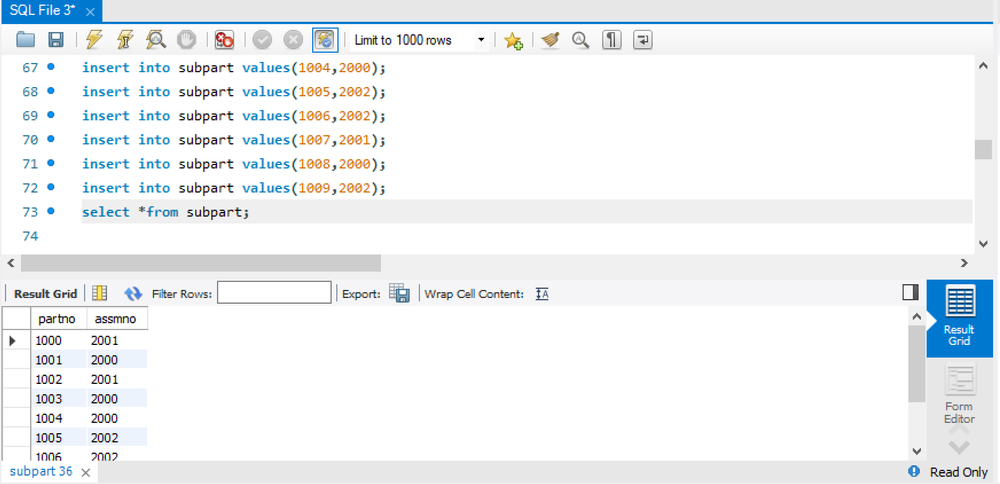 SQL File 3*
Limit to 1000 rows
67 insert into subpart values(1004,2000);
68 insert into subpart values(1005,2002);
69 insert into subpart values(1006,2002);
70 insert into subpart values(1007,2001);
71 insert into subpart values(1008,2000);
72 insert into subpart values(1009,2002);
73 select *from subpart;
74
Result Grid Filter Rows: Export: Wrap Cell Content: A
partno assmno
1000 2001
1001 2000
1002 2001
1003 2000
1004 2000
1005 2002
1006 2002
Result
Grid
Form
Editor
subpart 36 Read Only